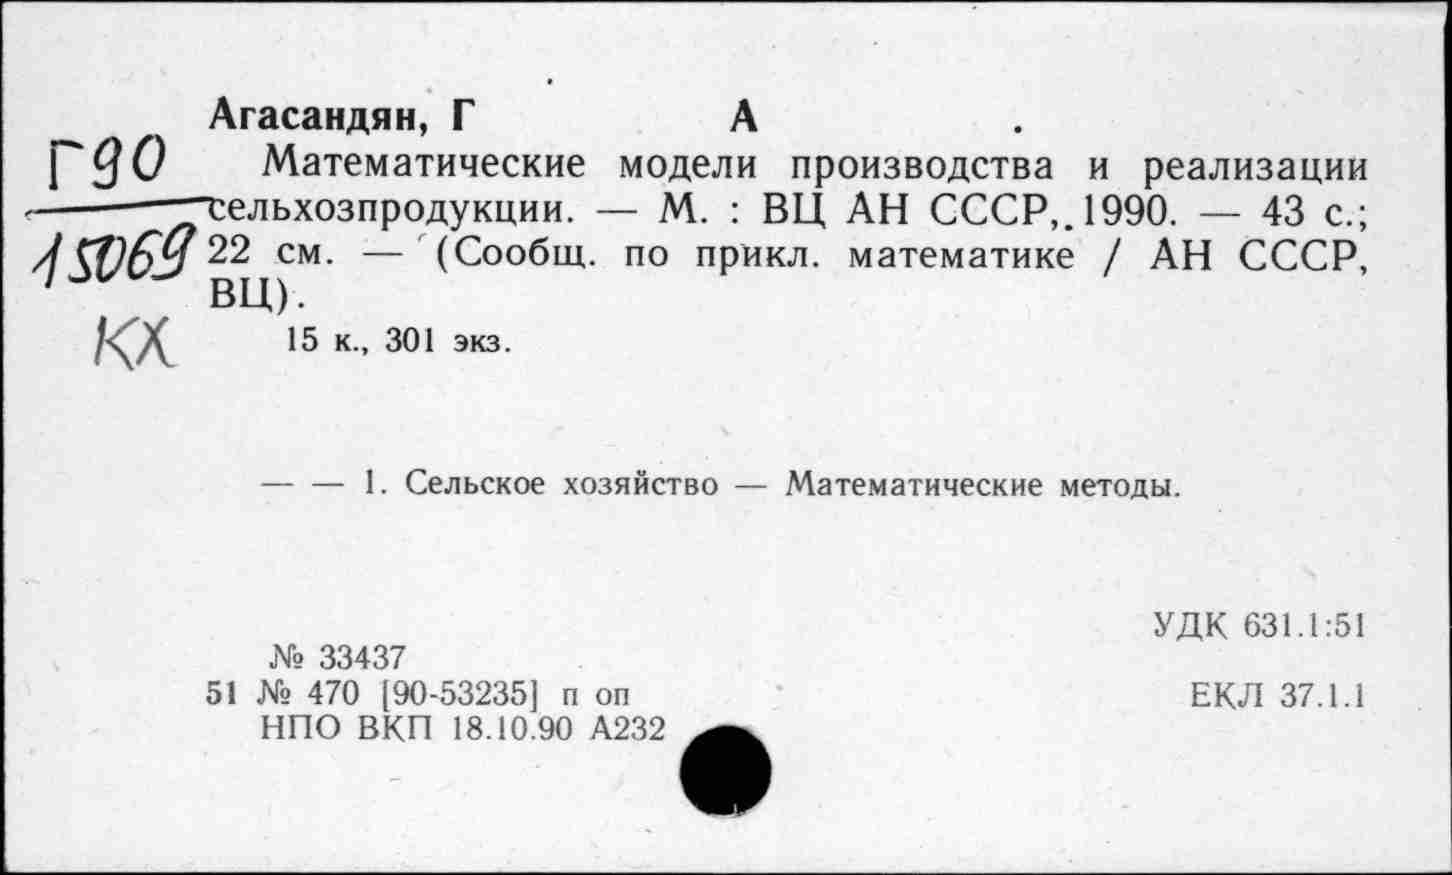 Агасандян, Г А .
Г90
Математические модели производства и реализации
сельхозпродукции. — М. : ВЦ АН СССР, 1990. — 43 с.;
15069
22 см. — (Сообщ. по прикл. математике / АН СССР,
ВЦ).
КХ
15 к., 301 экз.
— — 1. Сельское хозяйство — Математические методы.
УДК 631.1:51
№ 33437
51 № 470 [90-53235] п оп
ЕКЛ 37.1.1
НПО ВКП 18.10.90 А232